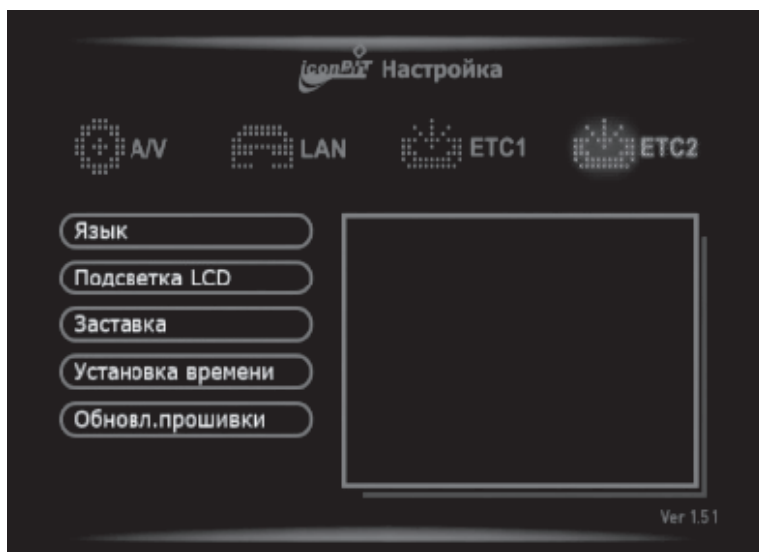 iconBIT Настройка
A/V LAN ETC1 ETC2
Язык
Подсветка LCD
Заставка
Установка времени
Обновл.прошивки
Ver 1.51